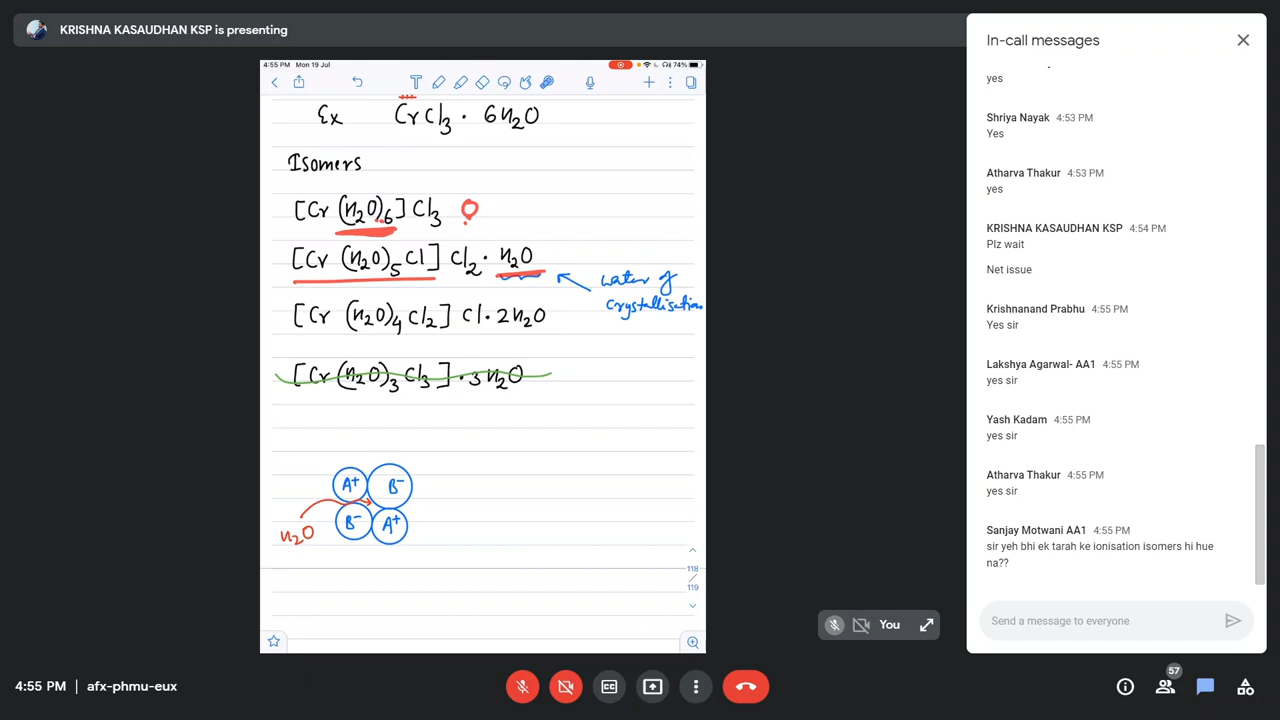 KRISHNA KASAUDHAN KSP is presenting
4:55 PM Mon 19 Jul
74%
Ex CrCl3 · 6H2O
Isomers
[Cr (H2O)6] Cl3
[Cr (H2O)5 Cl] Cl2 · H2O
water of
crystallisation
[Cr (H2O)4 Cl2] Cl · 2H2O
[Cr (H2O)3 Cl3] · 3H2O
A+ B-
B- A+
H2O
118
119
You
4:55 PM | afx-phmu-eux
57
In-call messages
yes
Shriya Nayak 4:53 PM
Yes
Atharva Thakur 4:53 PM
yes
KRISHNA KASAUDHAN KSP 4:54 PM
Plz wait
Net issue
Krishnanand Prabhu 4:55 PM
Yes sir
Lakshya Agarwal- AA1 4:55 PM
yes sir
Yash Kadam 4:55 PM
yes sir
Atharva Thakur 4:55 PM
yes sir
Sanjay Motwani AA1 4:55 PM
sir yeh bhi ek tarah ke ionisation isomers hi hue
na??
Send a message to everyone